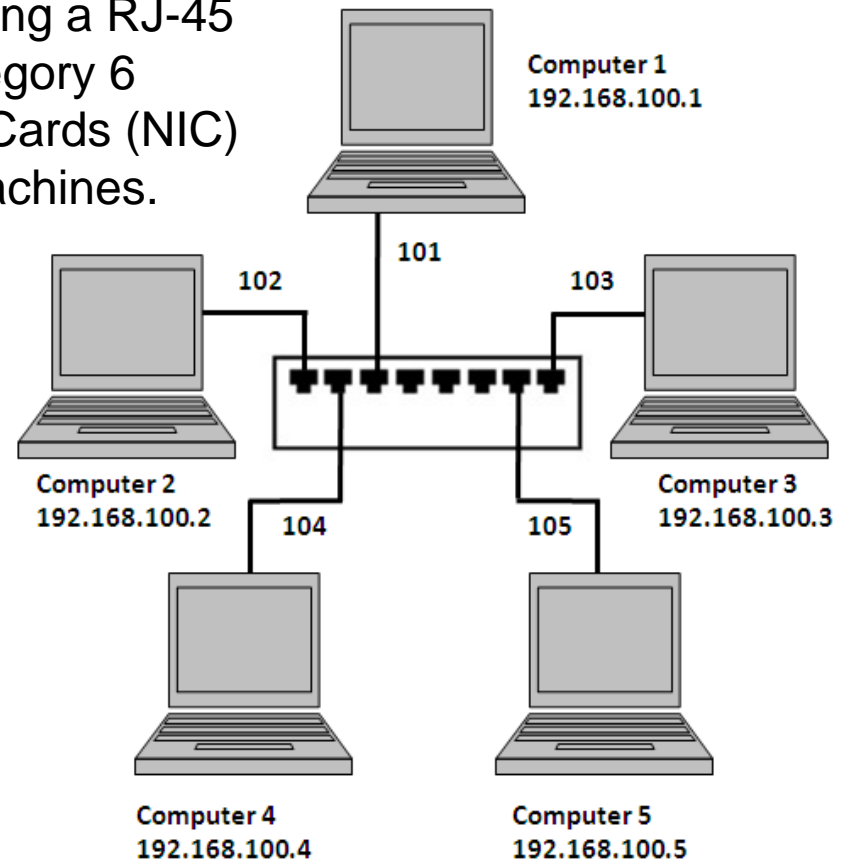 ng a RJ-45
egory 6
Cards (NIC)
achines.
Computer 1
192.168.100.1
101
102
103
Computer 2
192.168.100.2
Computer 3
192.168.100.3
104
105
Computer 4
192.168.100.4
Computer 5
192.168.100.5